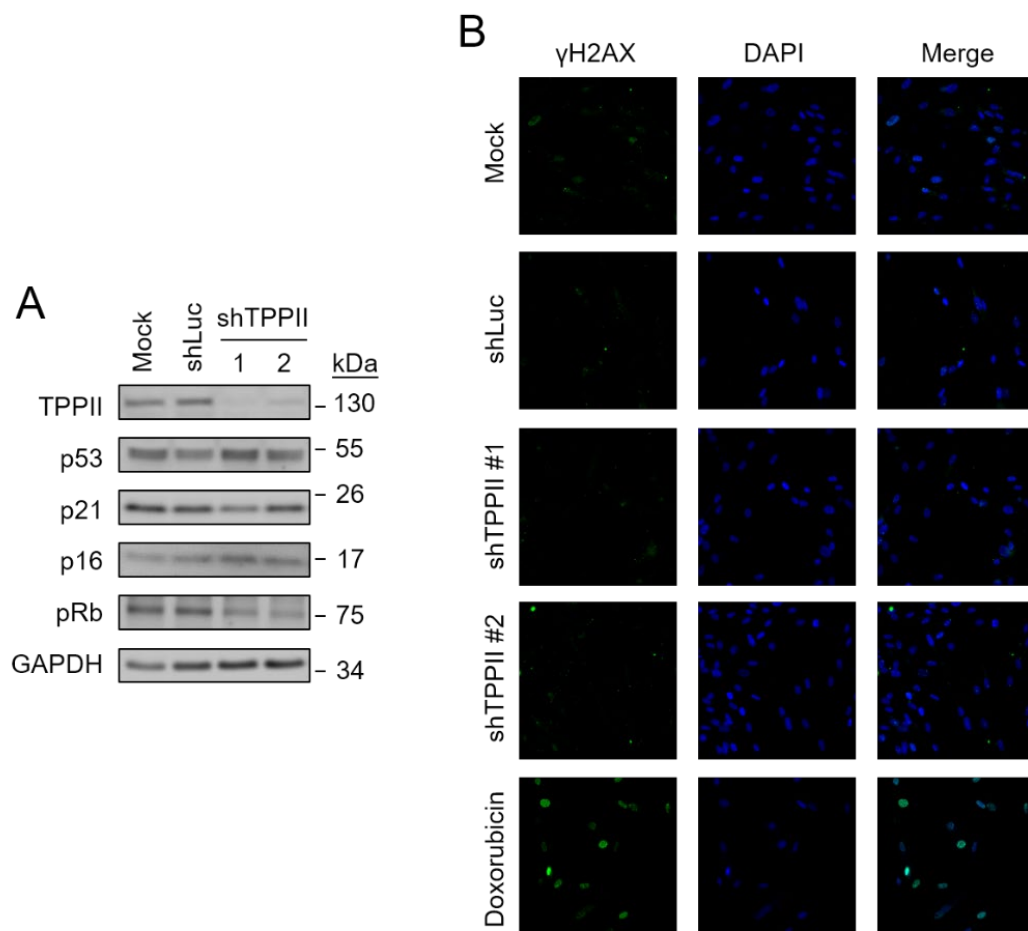 A
Mock
shLuc
shTPPII
1 2
kDa
TPPII
130
p53
55
p21
26
p16
17
pRb
75
GAPDH
34
B
γH2AX DAPI Merge
Mock
shLuc
shTPPII #1
shTPPII #2
Doxorubicin